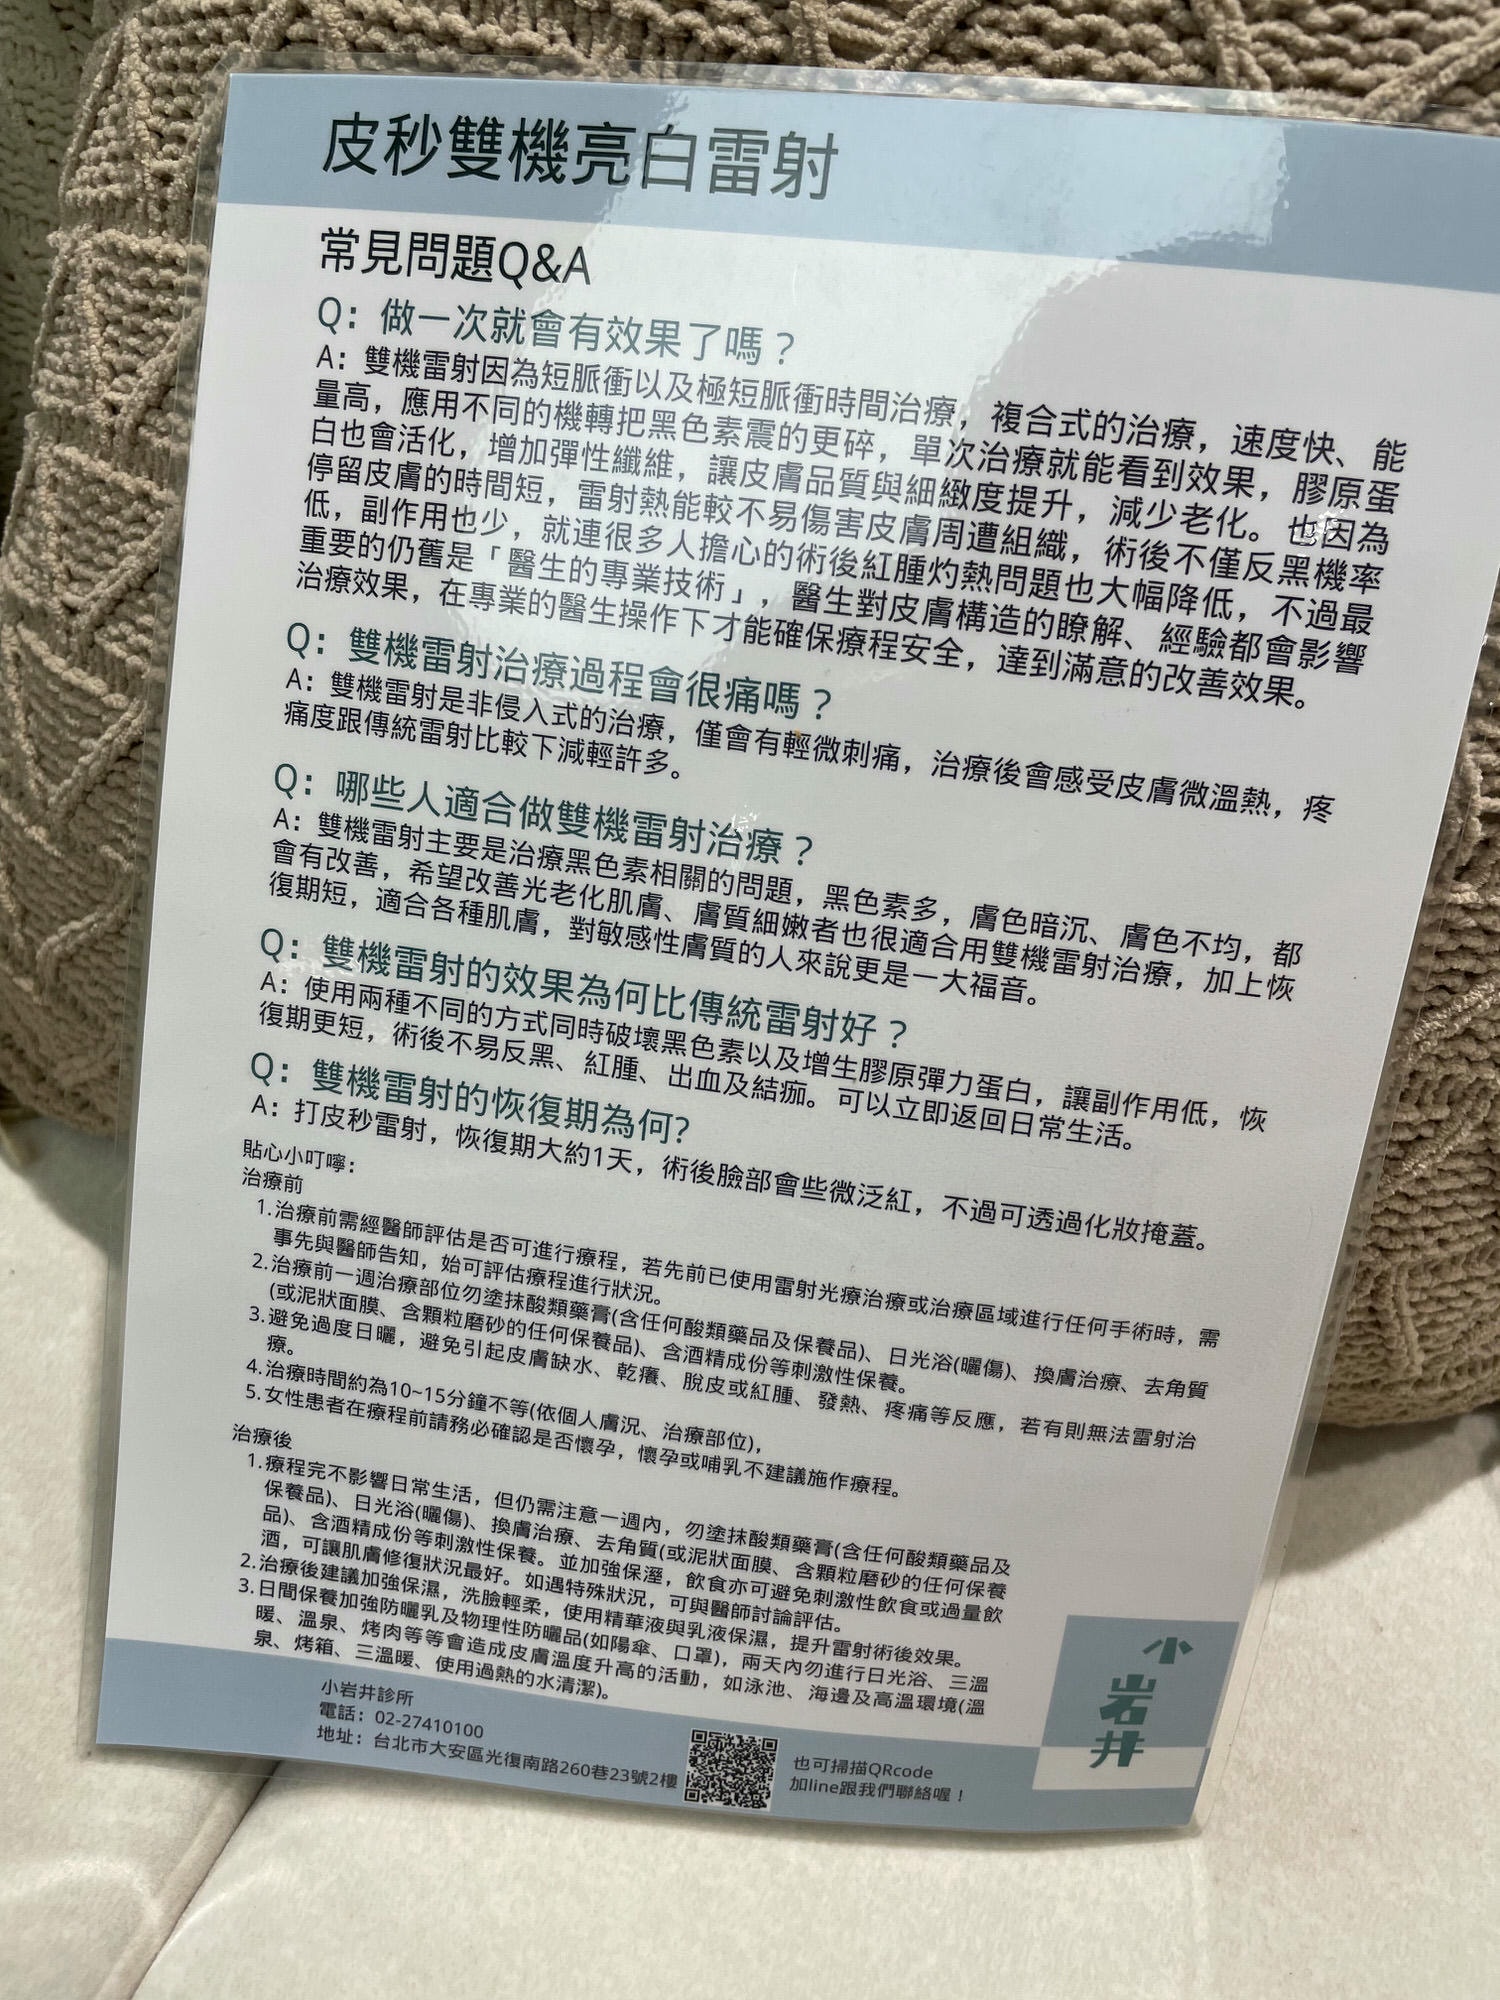 皮秒雙機亮白雷射
常見問題Q&A
Q：做一次就會有效果了嗎？
A：雙機雷射因為短脈衝以及極短脈衝時間治療，複合式的治療，速度快、能
量高，應用不同的機轉把黑色素震的更碎，單次治療就能看到效果，膠原蛋
白也會活化，增加彈性纖維，讓皮膚品質與細緻度提升，減少老化。也因為
停留皮膚的時間短，雷射熱能較不易傷害皮膚周遭組織，術後不僅反黑機率
低，副作用也少，就連很多人擔心的術後紅腫灼熱問題也大幅降低，不過最
重要的仍舊是「醫生的專業技術」，醫生對皮膚構造的瞭解、經驗都會影響
治療效果，在專業的醫生操作下才能確保療程安全，達到滿意的改善效果。
Q：雙機雷射治療過程會很痛嗎？
A：雙機雷射是非侵入式的治療，僅會有輕微刺痛，治療後會感受皮膚微溫熱，疼
痛度跟傳統雷射比較下減輕許多。
Q：哪些人適合做雙機雷射治療？
A：雙機雷射主要是治療黑色素相關的問題，黑色素多，膚色暗沉、膚色不均，都
會有改善，希望改善光老化肌膚、膚質細嫩者也很適合用雙機雷射治療，加上恢
復期短，適合各種肌膚，對敏感性膚質的人來說更是一大福音。
Q：雙機雷射的效果為何比傳統雷射好？
A：使用兩種不同的方式同時破壞黑色素以及增生膠原彈力蛋白，讓副作用低，恢
復期更短，術後不易反黑、紅腫、出血及結痂。可以立即返回日常生活。
Q：雙機雷射的恢復期為何?
A：打皮秒雷射，恢復期大約1天，術後臉部會些微泛紅，不過可透過化妝掩蓋。
貼心小叮嚀：
治療前
1.治療前需經醫師評估是否可進行療程，若先前已使用雷射光療治療或治療區域進行任何手術時，需
事先與醫師告知，始可評估療程進行狀況。
2.治療前一週治療部位勿塗抹酸類藥膏(含任何酸類藥品及保養品)、日光浴(曬傷)、換膚治療、去角質
(或泥狀面膜、含顆粒磨砂的任何保養品)、含酒精成份等刺激性保養。
3.避免過度日曬，避免引起皮膚缺水、乾癢、脫皮或紅腫、發熱、疼痛等反應，若有則無法雷射治
療。
4.治療時間約為10~15分鐘不等(依個人膚況、治療部位)，
5.女性患者在療程前請務必確認是否懷孕，懷孕或哺乳不建議施作療程。
治療後
1.療程完不影響日常生活，但仍需注意一週內，勿塗抹酸類藥膏(含任何酸類藥品及
保養品)、日光浴(曬傷)、換膚治療、去角質(或泥狀面膜、含顆粒磨砂的任何保養
品)、含酒精成份等刺激性保養。並加強保溼，飲食亦可避免刺激性飲食或過量飲
酒，可讓肌膚修復狀況最好。如遇特殊狀況，可與醫師討論評估。
2.治療後建議加強保濕，洗臉輕柔，使用精華液與乳液保濕，提升雷射術後效果。
3.日間保養加強防曬乳及物理性防曬品(如陽傘、口罩)，兩天內勿進行日光浴、三溫
暖、溫泉、烤肉等等會造成皮膚溫度升高的活動，如泳池、海邊及高溫環境(溫
泉、烤箱、三溫暖、使用過熱的水清潔)。
小岩井診所
電話：02-27410100
地址：台北市大安區光復南路260巷23號2樓
也可掃描QRcode
加line跟我們聯絡喔！
小岩井